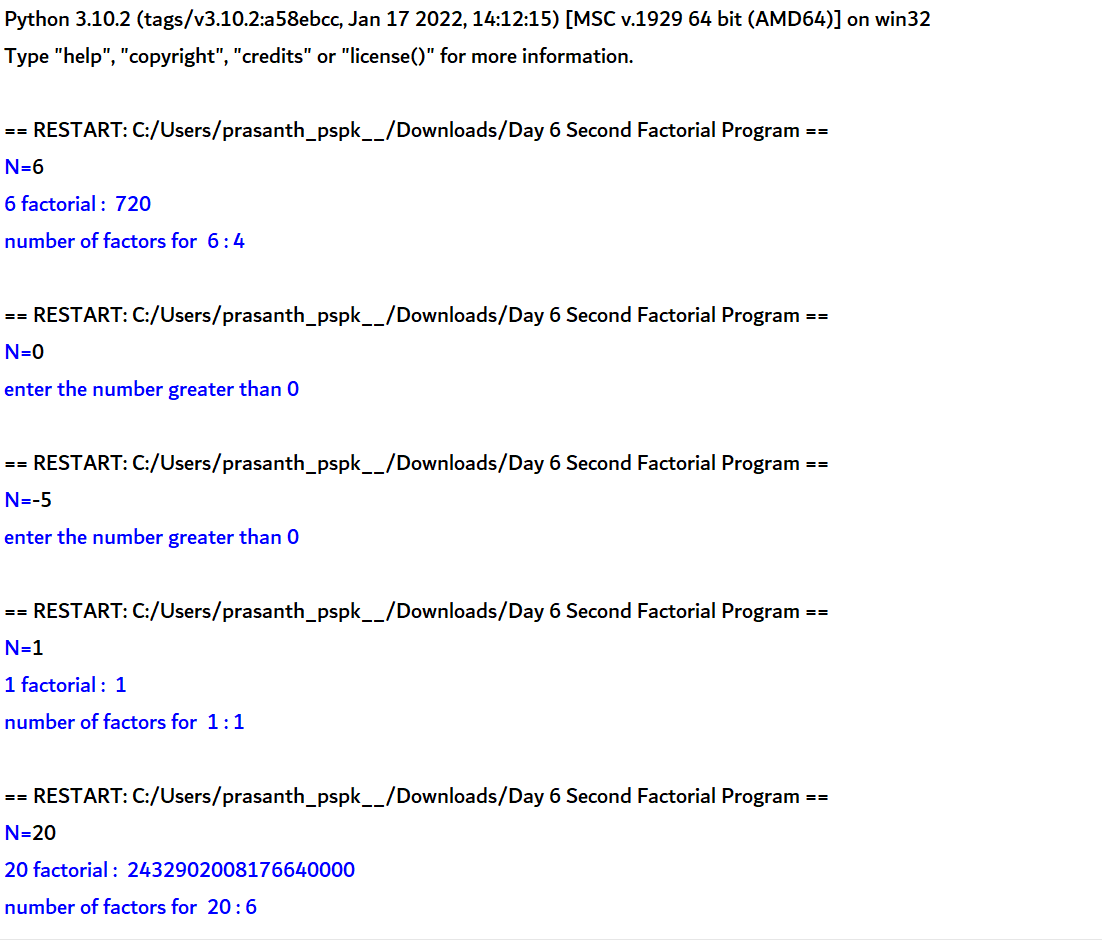 Python 3.10.2 (tags/v3.10.2:a58ebcc, Jan 17 2022, 14:12:15) [MSC v.1929 64 bit (AMD64)] on win32
Type "help", "copyright", "credits" or "license()" for more information.
== RESTART: C:/Users/prasanth_pspk__/Downloads/Day 6 Second Factorial Program ==
N=6
6 factorial :  720
number of factors for  6 : 4
== RESTART: C:/Users/prasanth_pspk__/Downloads/Day 6 Second Factorial Program ==
N=0
enter the number greater than 0
== RESTART: C:/Users/prasanth_pspk__/Downloads/Day 6 Second Factorial Program ==
N=-5
enter the number greater than 0
== RESTART: C:/Users/prasanth_pspk__/Downloads/Day 6 Second Factorial Program ==
N=1
1 factorial :  1
number of factors for  1 : 1
== RESTART: C:/Users/prasanth_pspk__/Downloads/Day 6 Second Factorial Program ==
N=20
20 factorial :  2432902008176640000
number of factors for  20 : 6